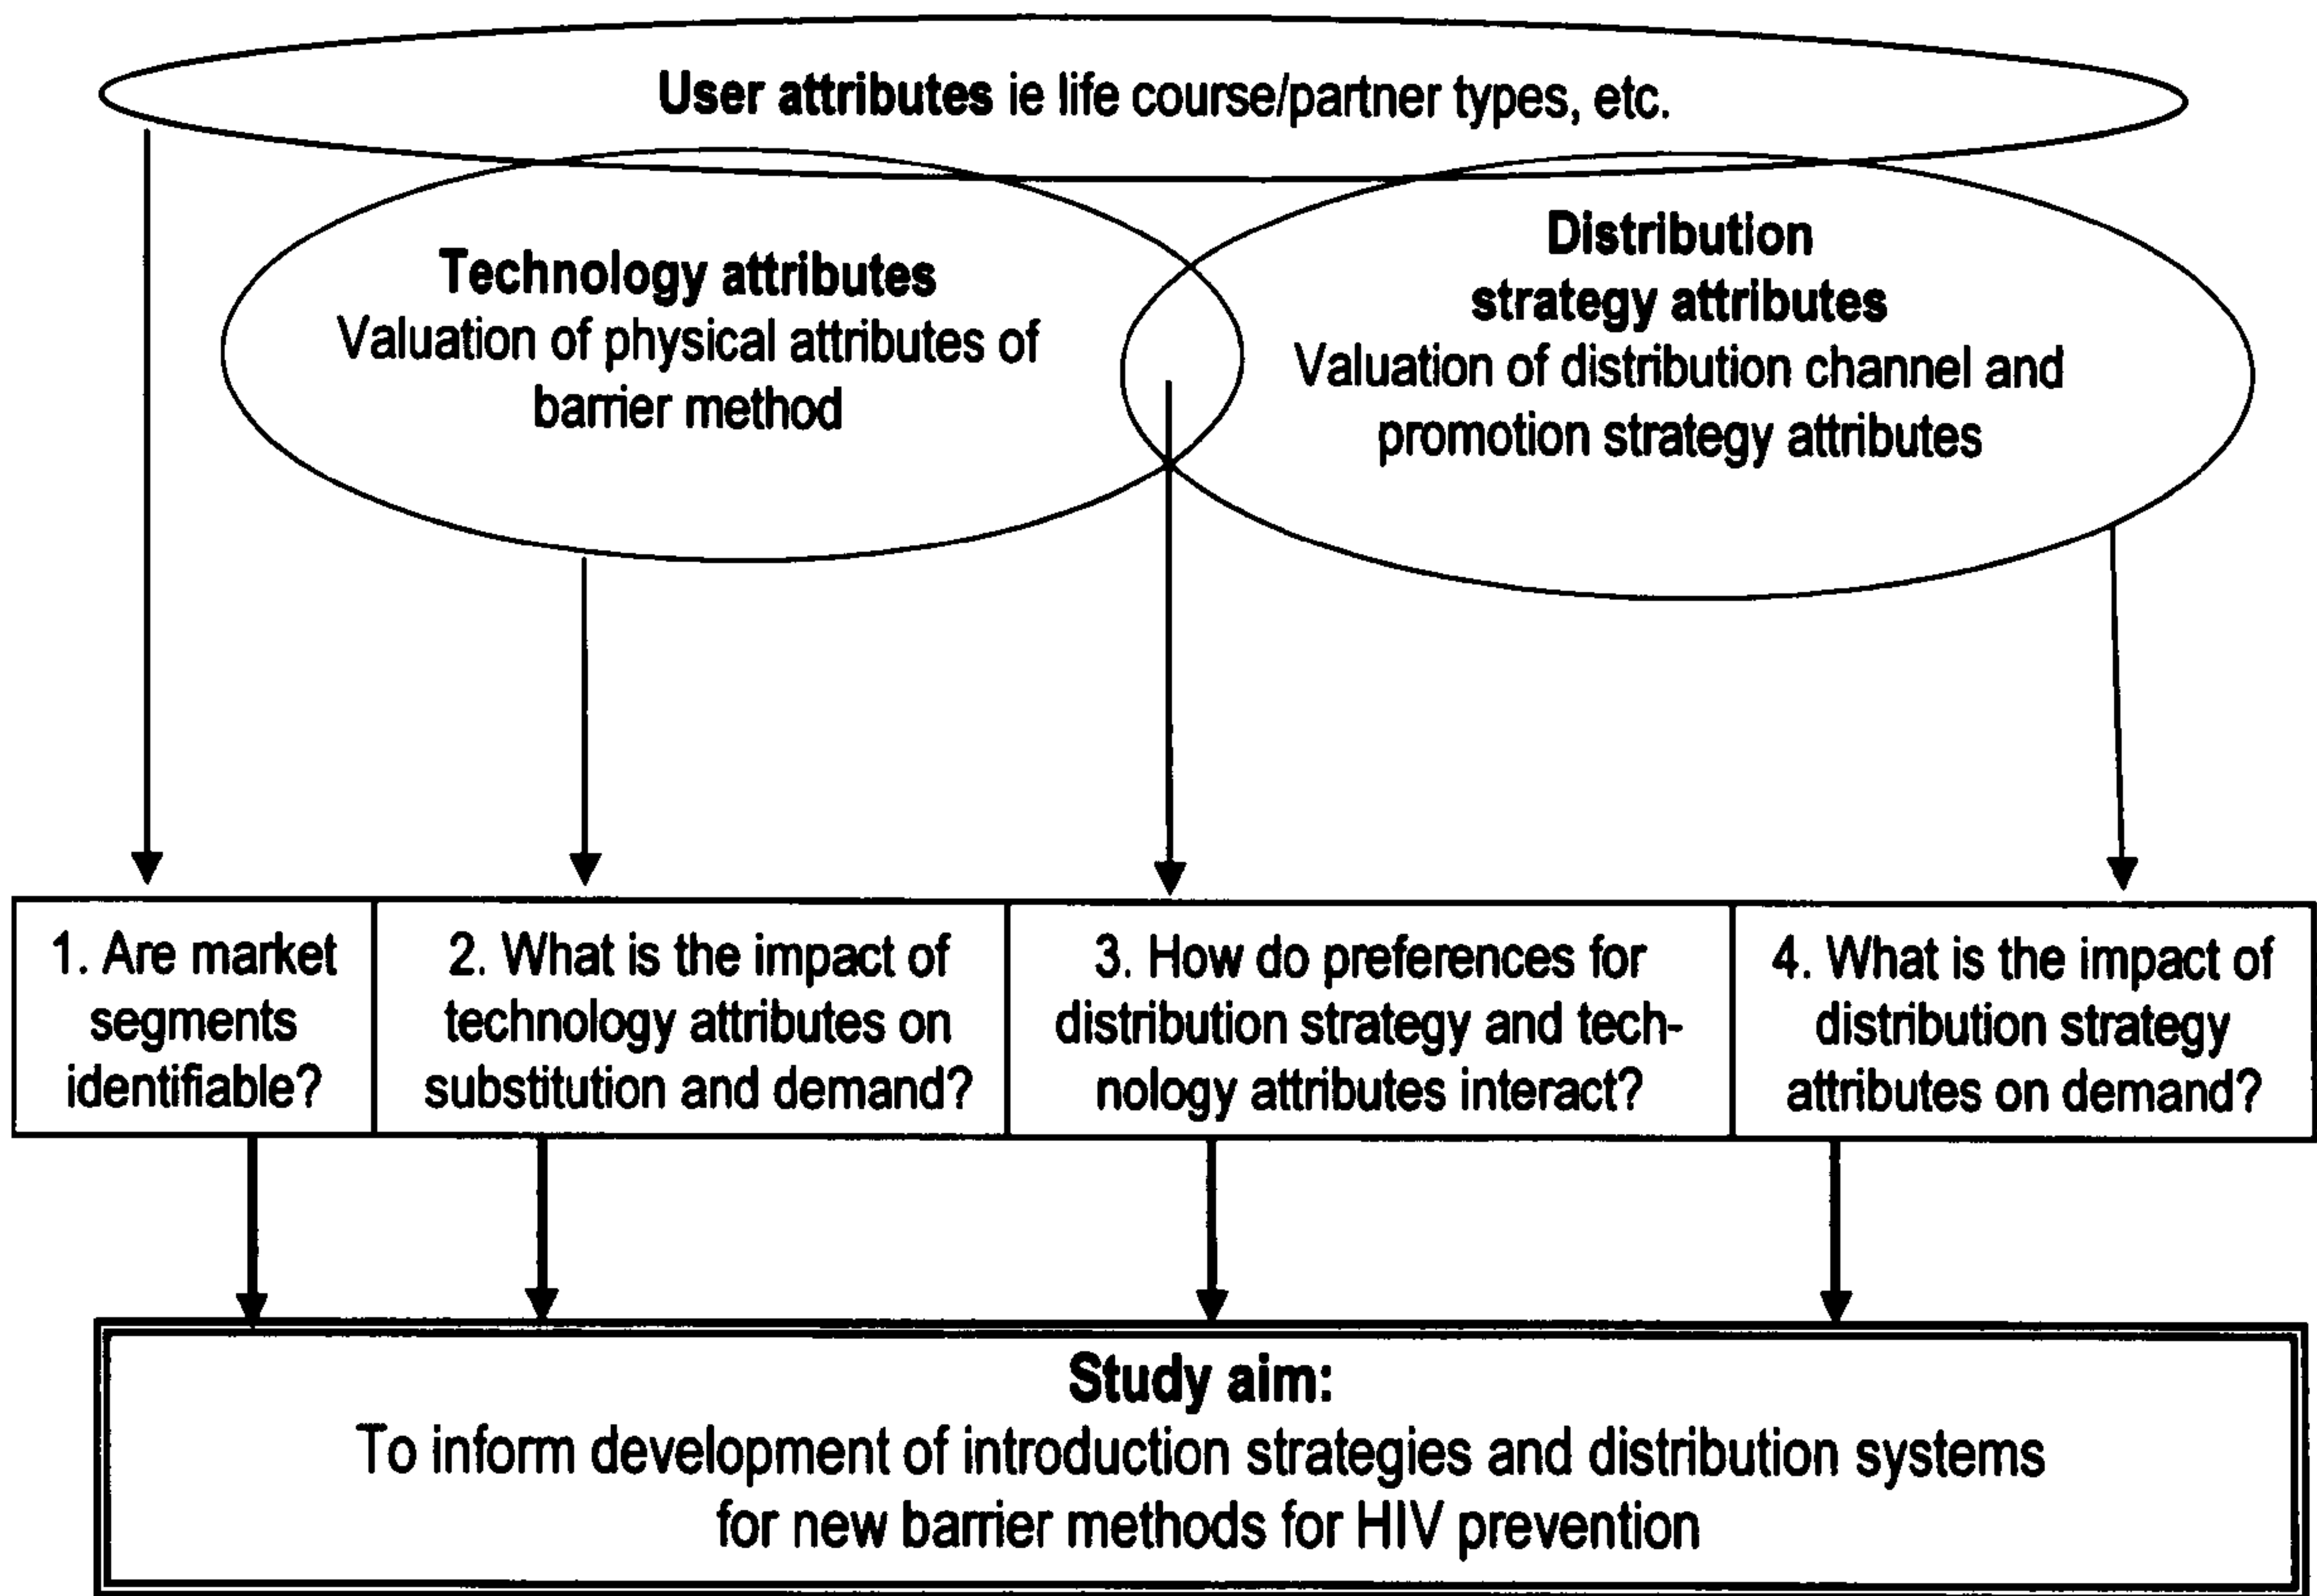 User attributes ie life course/partner types, etc.
Technology attributes
Valuation of physical attributes of
barrier method
Distribution
strategy attributes
Valuation of distribution channel and
promotion strategy attributes
1. Are market
segments
identifiable?
2. What is the impact of
technology attributes on
substitution and demand?
3. How do preferences for
distribution strategy and tech-
nology attributes interact?
4. What is the impact of
distribution strategy
attributes on demand?
Study aim:
To inform development of introduction strategies and distribution systems
for new barrier methods for HIV prevention